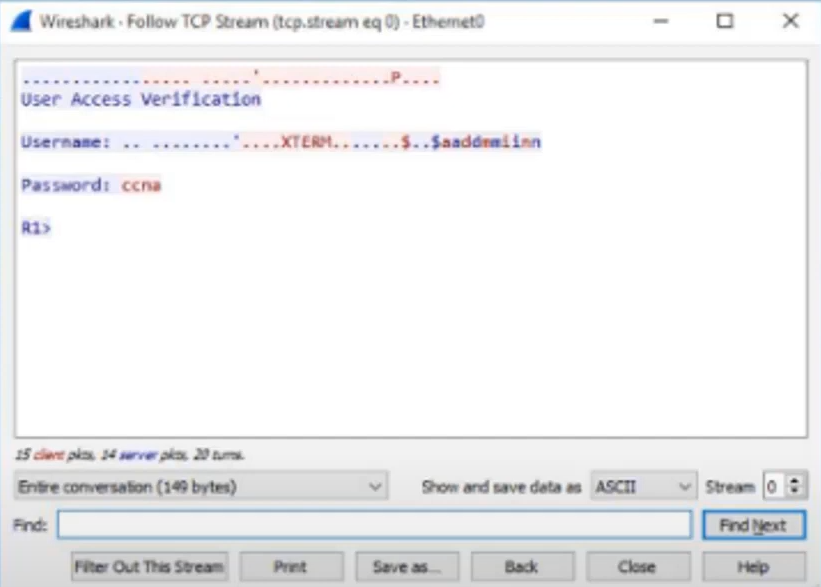 Wireshark · Follow TCP Stream (tcp.stream eq 0) · Ethernet0
................. .....'.............P....
User Access Verification
Username: .. ........'....XTERM.......$..$aaddmmiinn
Password: ccna
R1>
15 client pkts, 14 server pkts, 20 turns.
Entire conversation (149 bytes) Show and save data as ASCII Stream 0
Find: Find Next
Filter Out This Stream Print Save as... Back Close Help